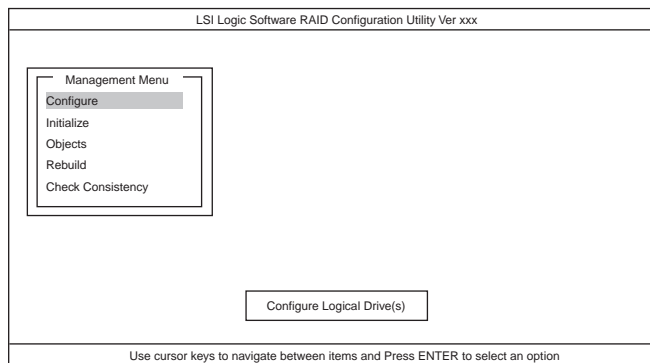 LSI Logic Software RAID Configuration Utility Ver xxx
Management Menu
Configure
Initialize
Objects
Rebuild
Check Consistency
Configure Logical Drive(s)
Use cursor keys to navigate between items and Press ENTER to select an option